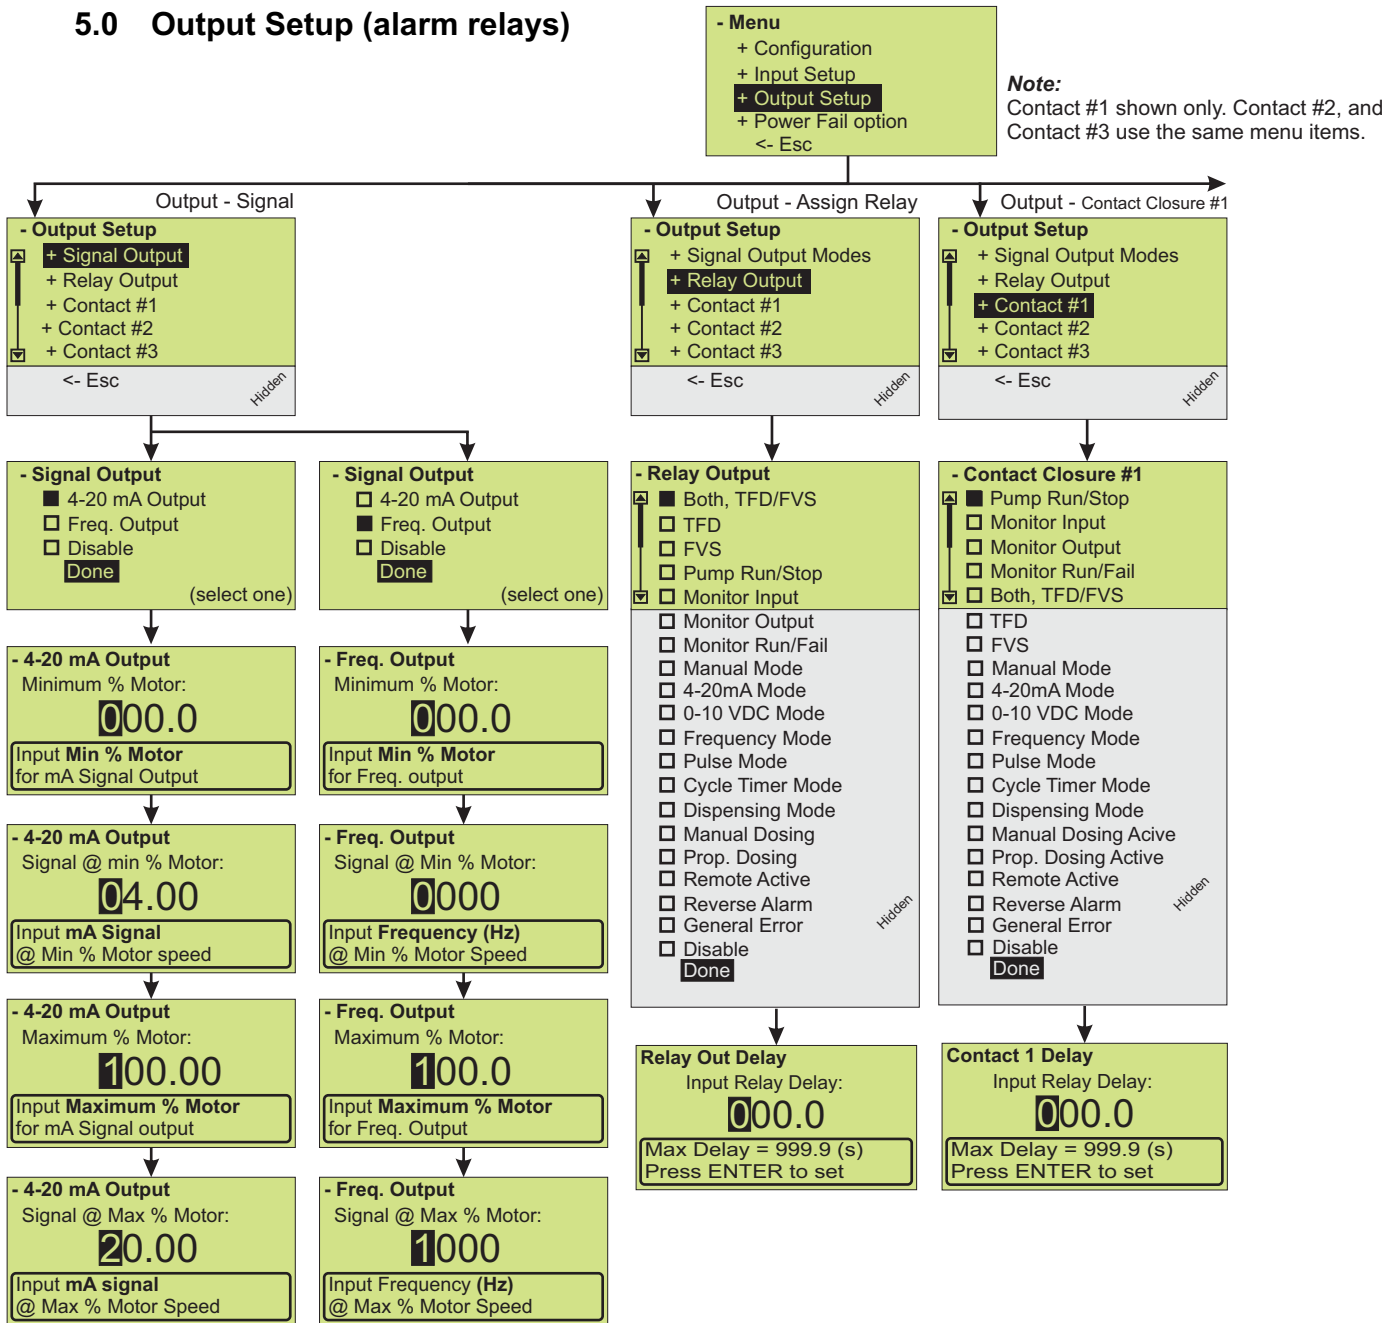 5.0 Output Setup (alarm relays)
- Menu
+ Configuration
+ Input Setup
+ Output Setup
+ Power Fail option
<- Esc
Note:
Contact #1 shown only. Contact #2, and
Contact #3 use the same menu items.
Output - Signal
- Output Setup
+ Signal Output
+ Relay Output
+ Contact #1
+ Contact #2
+ Contact #3
<- Esc
Hidden
Output - Assign Relay
- Output Setup
+ Signal Output Modes
+ Relay Output
+ Contact #1
+ Contact #2
+ Contact #3
<- Esc
Hidden
Output - Contact Closure #1
- Output Setup
+ Signal Output Modes
+ Relay Output
+ Contact #1
+ Contact #2
+ Contact #3
<- Esc
Hidden
- Signal Output
4-20 mA Output
Freq. Output
Disable
Done
(select one)
- 4-20 mA Output
Minimum % Motor:
000.0
Input Min % Motor
for mA Signal Output
- 4-20 mA Output
Signal @ min % Motor:
04.00
Input mA Signal
@ Min % Motor speed
- 4-20 mA Output
Maximum % Motor:
100.00
Input Maximum % Motor
for mA Signal output
- 4-20 mA Output
Signal @ Max % Motor:
20.00
Input mA signal
@ Max % Motor Speed
- Signal Output
4-20 mA Output
Freq. Output
Disable
Done
(select one)
- Freq. Output
Minimum % Motor:
000.0
Input Min % Motor
for Freq. output
- Freq. Output
Signal @ Min % Motor:
0000
Input Frequency (Hz)
@ Min % Motor Speed
- Freq. Output
Maximum % Motor:
100.0
Input Maximum % Motor
for Freq. Output
- Freq. Output
Signal @ Max % Motor:
1000
Input Frequency (Hz)
@ Max % Motor Speed
- Relay Output
Both, TFD/FVS
TFD
FVS
Pump Run/Stop
Monitor Input
Monitor Output
Monitor Run/Fail
Manual Mode
4-20mA Mode
0-10 VDC Mode
Frequency Mode
Pulse Mode
Cycle Timer Mode
Dispensing Mode
Manual Dosing
Prop. Dosing
Remote Active
Reverse Alarm
General Error
Disable
Done
Hidden
Relay Out Delay
Input Relay Delay:
000.0
Max Delay = 999.9 (s)
Press ENTER to set
- Contact Closure #1
Pump Run/Stop
Monitor Input
Monitor Output
Monitor Run/Fail
Both, TFD/FVS
TFD
FVS
Manual Mode
4-20mA Mode
0-10 VDC Mode
Frequency Mode
Pulse Mode
Cycle Timer Mode
Dispensing Mode
Manual Dosing Acive
Prop. Dosing Active
Remote Active
Reverse Alarm
General Error
Disable
Done
Hidden
Contact 1 Delay
Input Relay Delay:
000.0
Max Delay = 999.9 (s)
Press ENTER to set